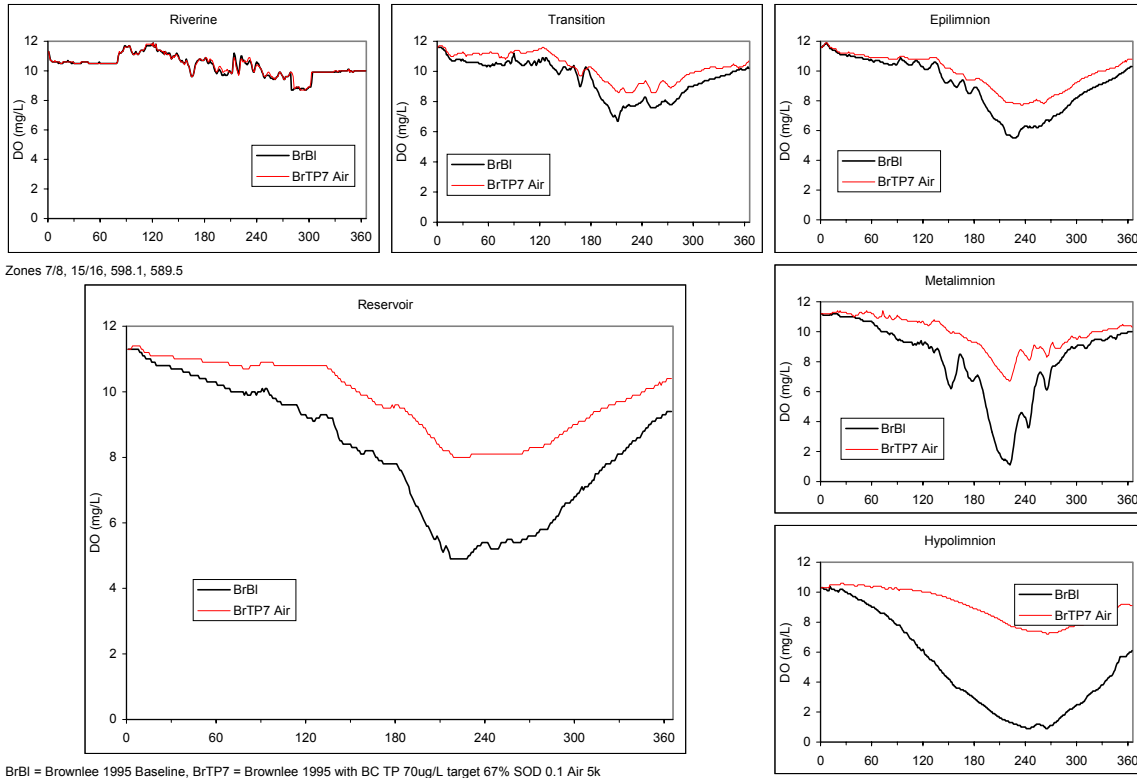 Riverine
12
10
8
6
4
2
0
DO (mg/L)
0 60 120 180 240 300 360
BrBl
BrTP7 Air
Transition
12
10
8
6
4
2
0
DO (mg/L)
0 60 120 180 240 300 360
BrBl
BrTP7 Air
Epilimnion
12
10
8
6
4
2
0
DO (mg/L)
0 60 120 180 240 300 360
BrBl
BrTP7 Air
Zones 7/8, 15/16, 598.1, 589.5
Reservoir
12
10
8
6
4
2
0
DO (mg/L)
0 60 120 180 240 300 360
BrBl
BrTP7 Air
Metalimnion
12
10
8
6
4
2
0
DO (mg/L)
0 60 120 180 240 300 360
BrBl
BrTP7 Air
Hypolimnion
12
10
8
6
4
2
0
DO (mg/L)
0 60 120 180 240 300 360
BrBl
BrTP7 Air
BrBl = Brownlee 1995 Baseline, BrTP7 = Brownlee 1995 with BC TP 70ug/L target 67% SOD 0.1 Air 5k